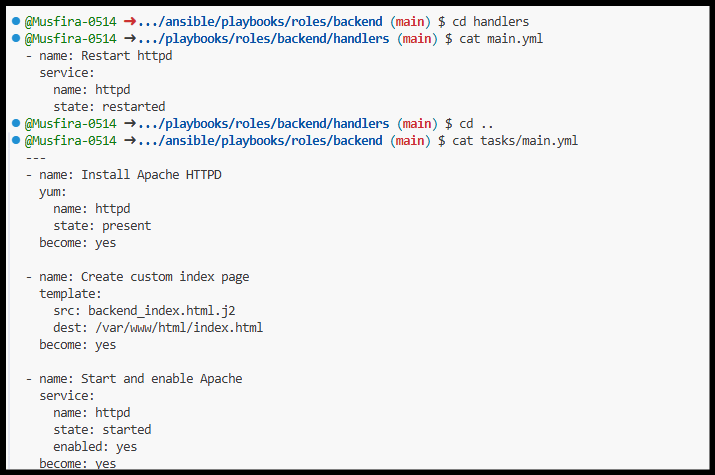 @Musfira-0514 ➜.../ansible/playbooks/roles/backend (main) $ cd handlers
@Musfira-0514 ➜.../playbooks/roles/backend/handlers (main) $ cat main.yml
- name: Restart httpd
  service:
    name: httpd
    state: restarted
@Musfira-0514 ➜.../playbooks/roles/backend/handlers (main) $ cd ..
@Musfira-0514 ➜.../ansible/playbooks/roles/backend (main) $ cat tasks/main.yml
---
- name: Install Apache HTTPD
  yum:
    name: httpd
    state: present
  become: yes

- name: Create custom index page
  template:
    src: backend_index.html.j2
    dest: /var/www/html/index.html
  become: yes

- name: Start and enable Apache
  service:
    name: httpd
    state: started
    enabled: yes
  become: yes